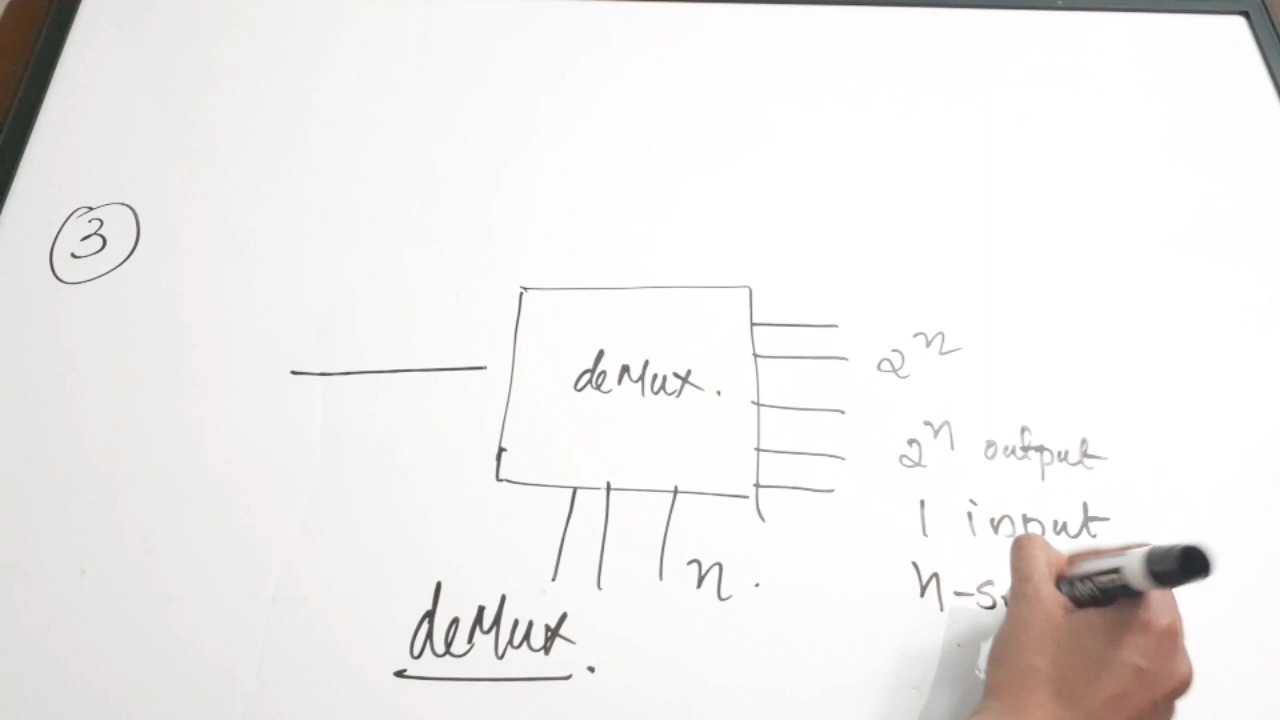 3
deMux.
2^n
2^n output
1 input
n-s
n.
deMux.